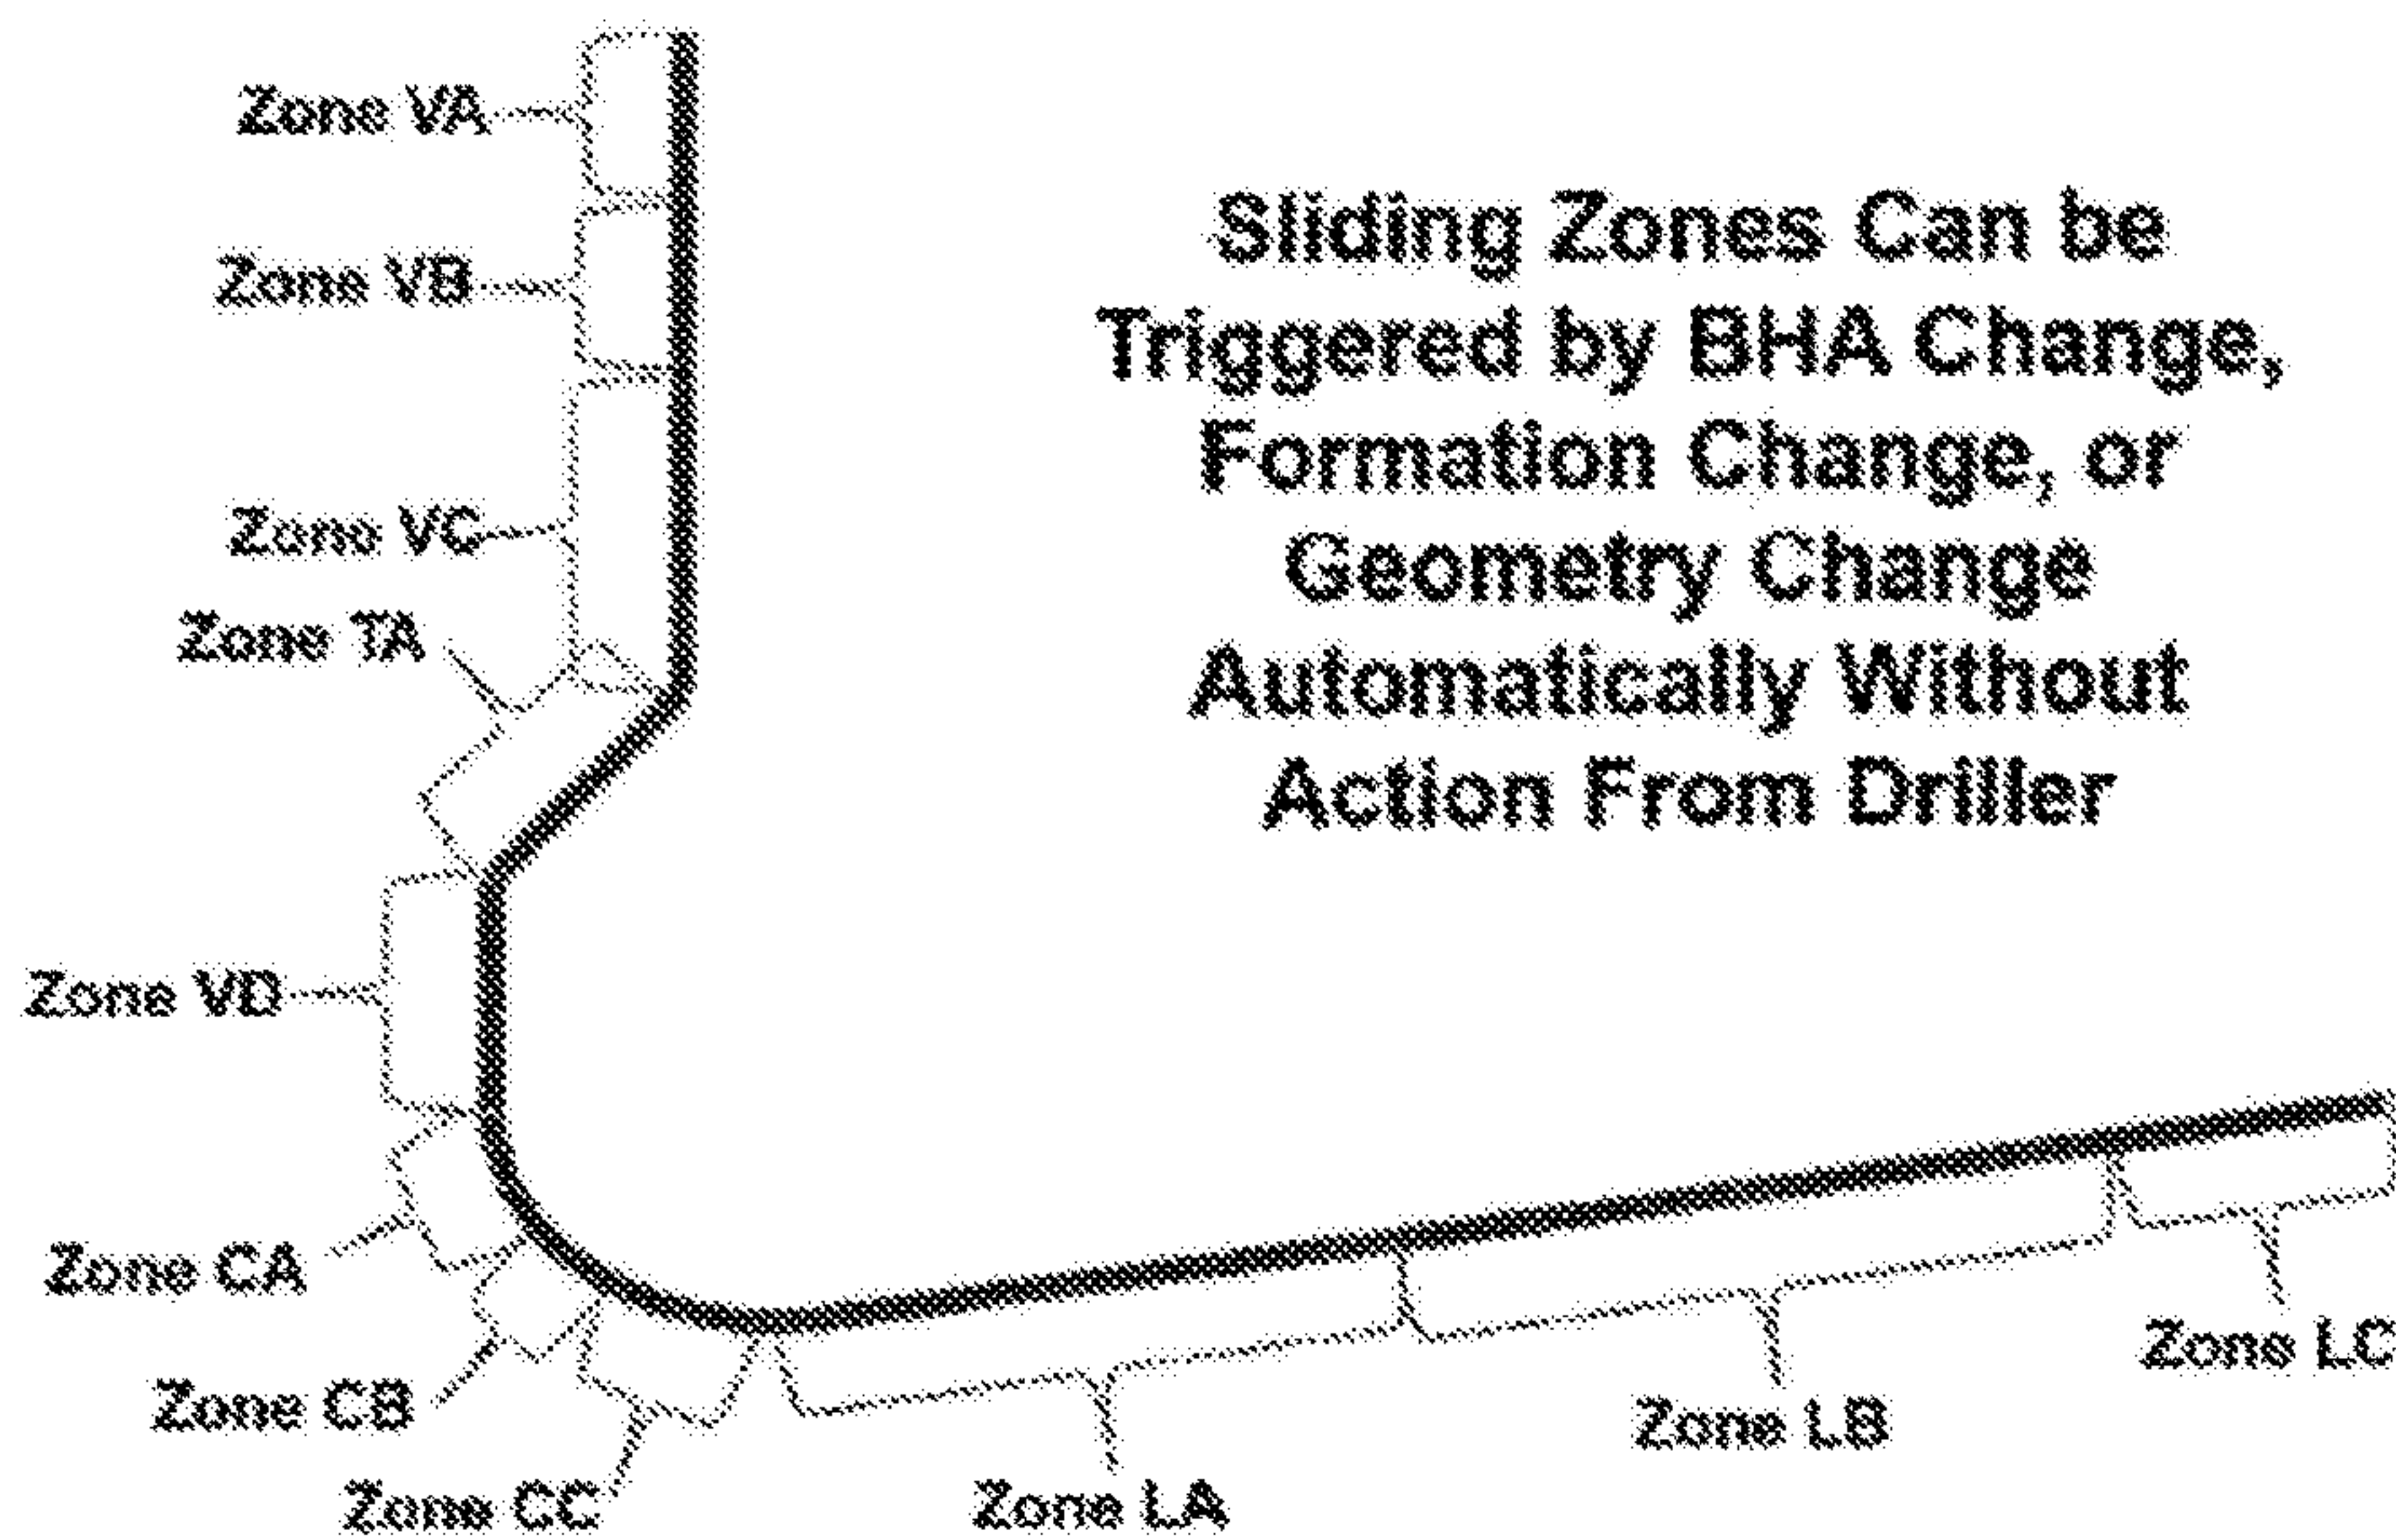 Zone VA
Zone VB
Sliding Zones Can be
Triggered by BHA Change,
Formation Change, or
Geometry Change
Automatically Without
Action From Driller
Zone VC
Zone TA
Zone VD
Zone CA
Zone CB
Zone CC
Zone LA
Zone LB
Zone LC